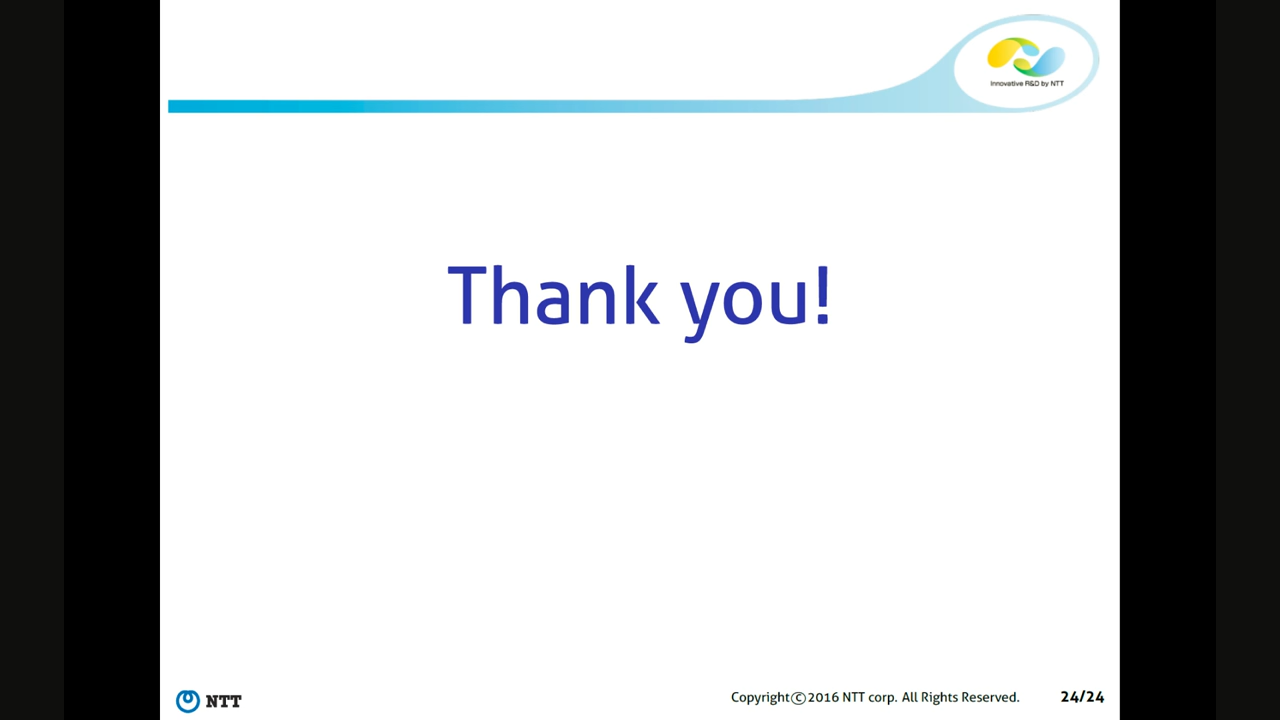 Innovative R&D by NTT
Thank you!
NTT
Copyright©2016 NTT corp. All Rights Reserved.
24/24